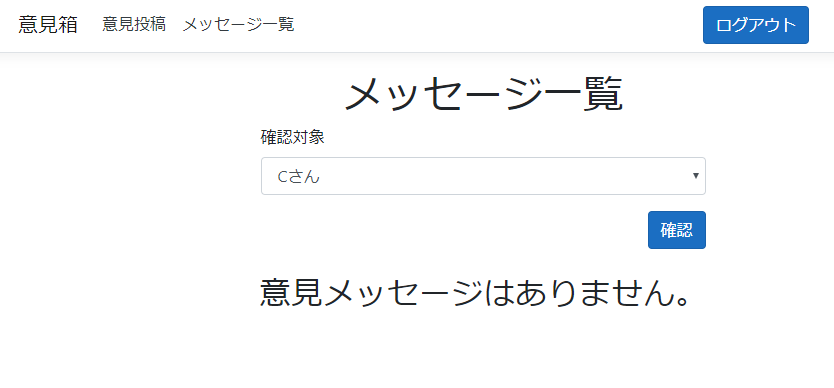 意見箱 意見投稿 メッセージ一覧 ログアウト
メッセージ一覧
確認対象
Cさん
確認
意見メッセージはありません。